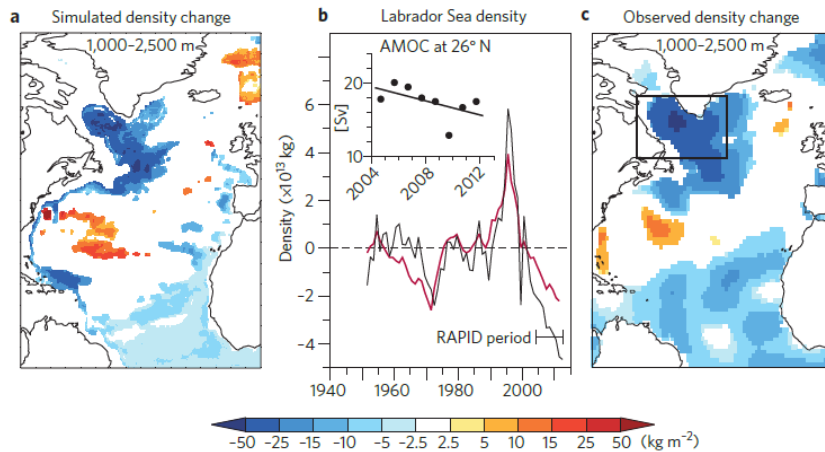 a Simulated density change
1,000–2,500 m
b Labrador Sea density
AMOC at 26° N
[Sv]
20
10
2004
2008
2012
Density (×10¹³ kg)
6
4
2
0
−2
−4
RAPID period
1940
1960
1980
2000
c Observed density change
1,000–2,500 m
−50 −25 −15 −10 −5 −2.5 2.5 5 10 15 25 50 (kg m⁻²)